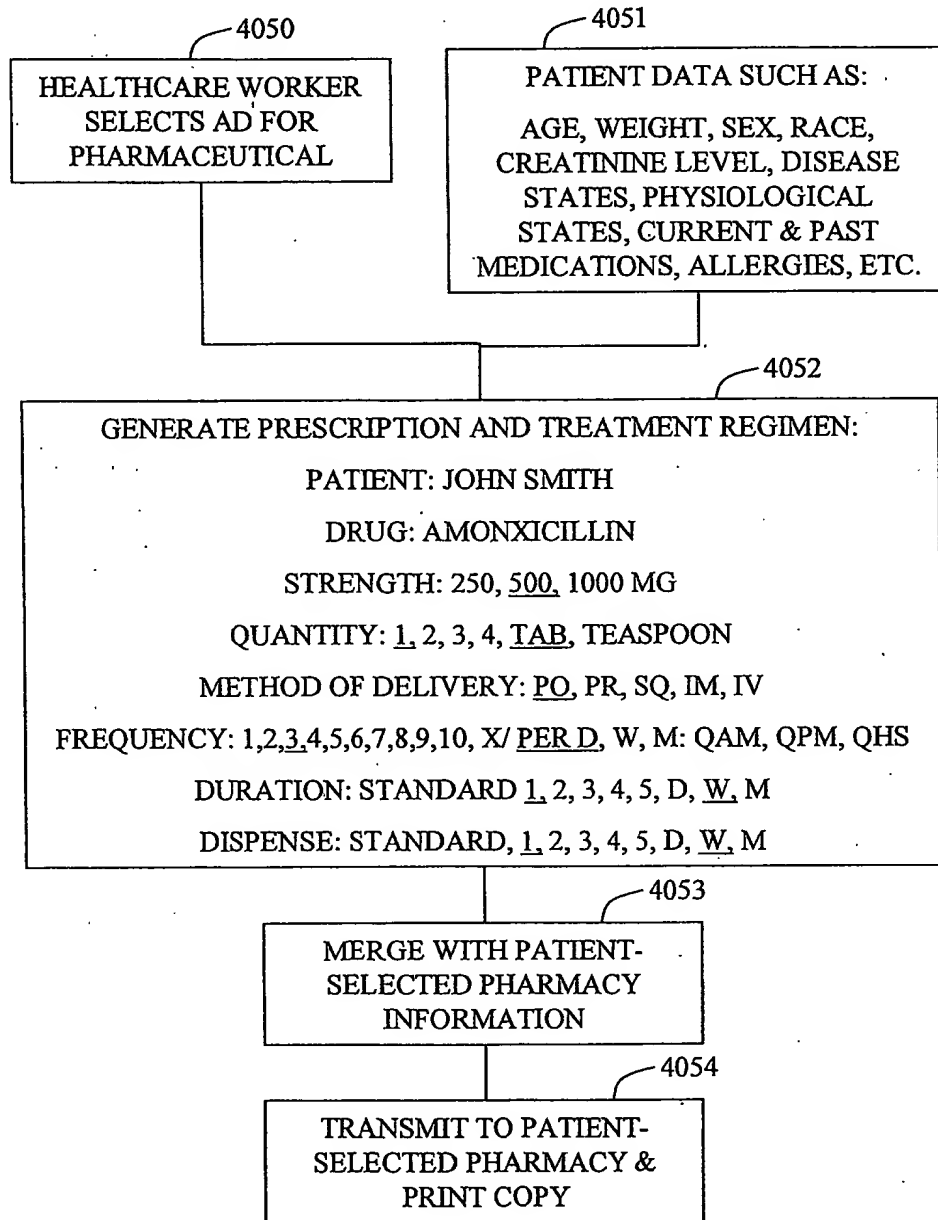 4050
HEALTHCARE WORKER
SELECTS AD FOR
PHARMACEUTICAL
4051
PATIENT DATA SUCH AS:
AGE, WEIGHT, SEX, RACE,
CREATININE LEVEL, DISEASE
STATES, PHYSIOLOGICAL
STATES, CURRENT & PAST
MEDICATIONS, ALLERGIES, ETC.
4052
GENERATE PRESCRIPTION AND TREATMENT REGIMEN:
PATIENT: JOHN SMITH
DRUG: AMONXICILLIN
STRENGTH: 250, 500, 1000 MG
QUANTITY: 1, 2, 3, 4, TAB, TEASPOON
METHOD OF DELIVERY: PO, PR, SQ, IM, IV
FREQUENCY: 1,2,3,4,5,6,7,8,9,10, X/ PER D, W, M: QAM, QPM, QHS
DURATION: STANDARD 1, 2, 3, 4, 5, D, W, M
DISPENSE: STANDARD, 1, 2, 3, 4, 5, D, W, M
4053
MERGE WITH PATIENT-
SELECTED PHARMACY
INFORMATION
4054
TRANSMIT TO PATIENT-
SELECTED PHARMACY &
PRINT COPY